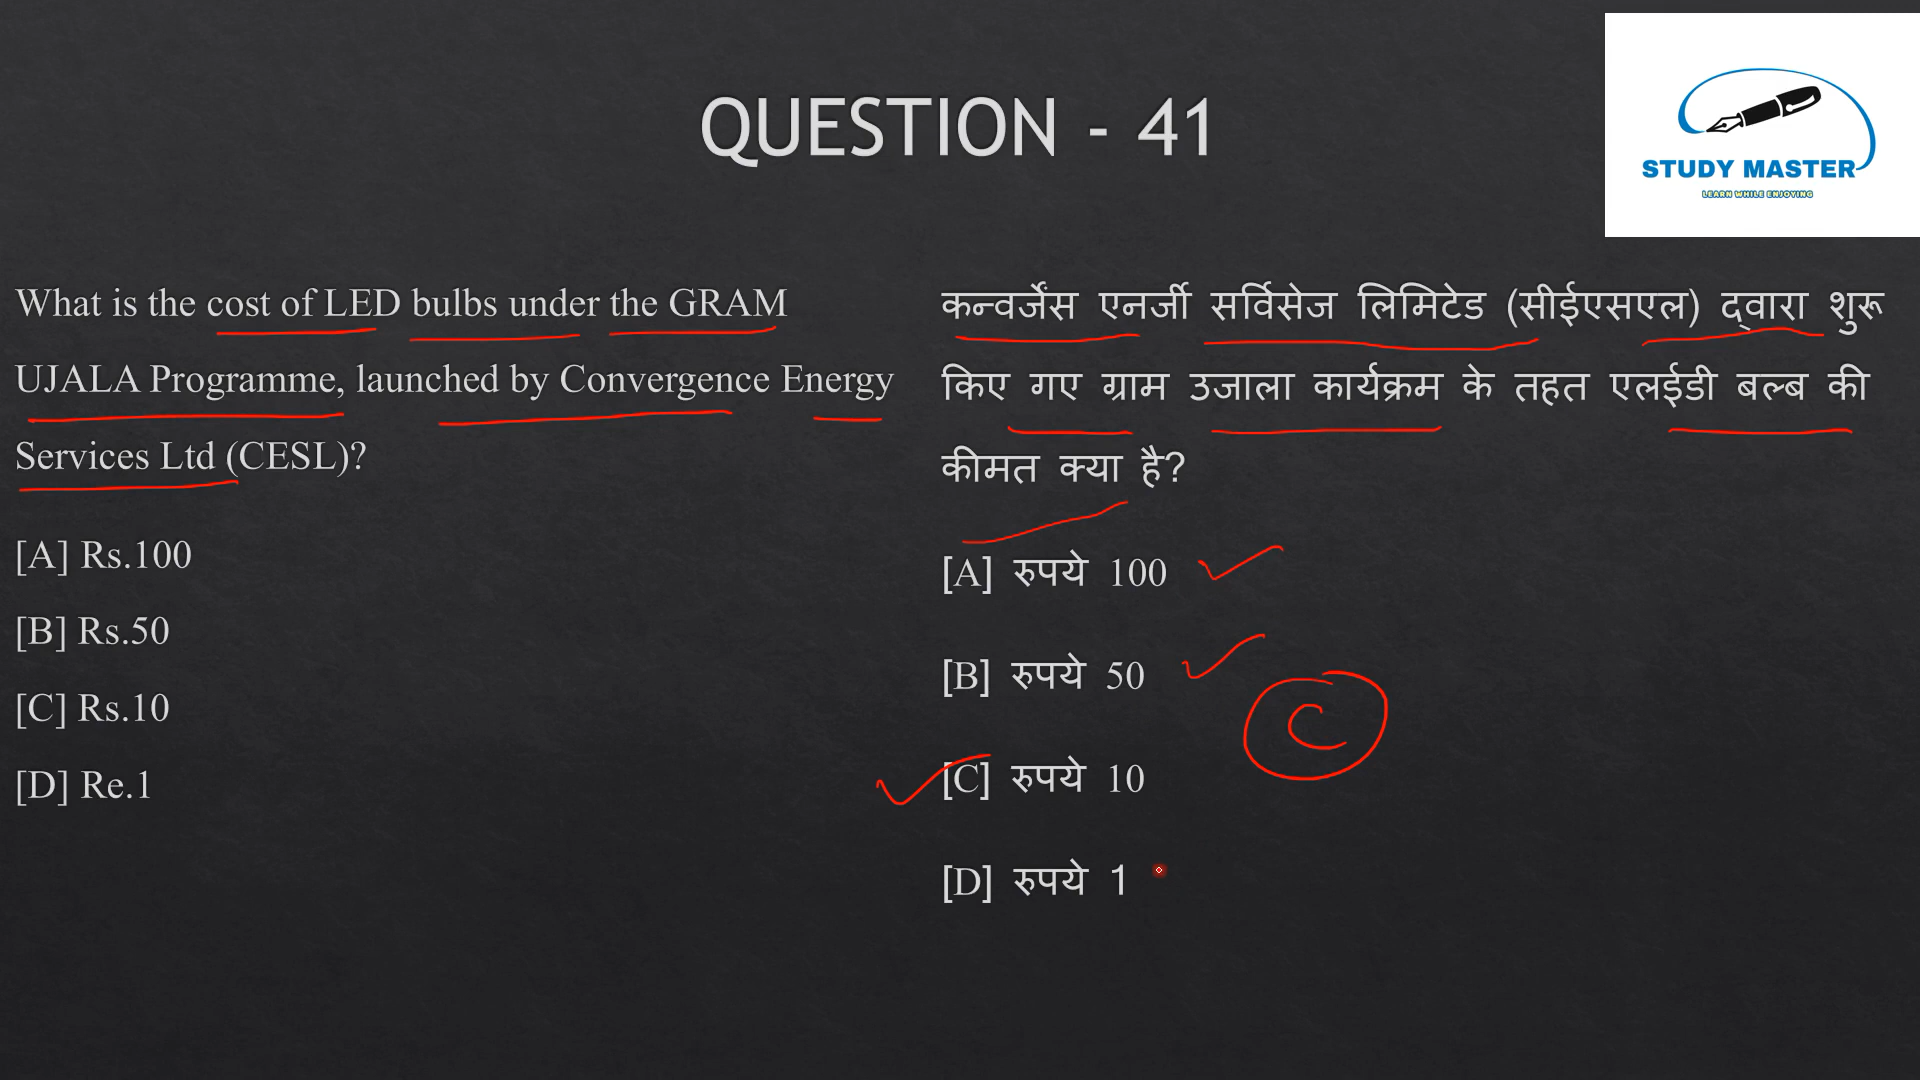 QUESTION - 41
STUDY MASTER
LEARN WHILE ENJOYING
What is the cost of LED bulbs under the GRAM
UJALA Programme, launched by Convergence Energy
Services Ltd (CESL)?
[A] Rs.100
[B] Rs.50
[C] Rs.10
[D] Re.1
कन्वर्जेंस एनर्जी सर्विसेज लिमिटेड (सीईएसएल) द्वारा शुरू
किए गए ग्राम उजाला कार्यक्रम के तहत एलईडी बल्ब की
कीमत क्या है?
[A] रुपये 100
[B] रुपये 50
C
[C] रुपये 10
[D] रुपये 1